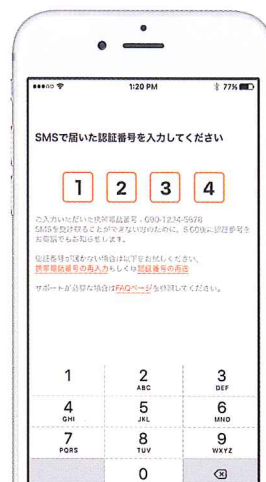 1:20 PM
77%
SMSで届いた認証番号を入力してください
1 2 3 4
ご入力いただいた携帯電話番号：090-1234-5678
SMSを受け取ることができない方のために、60秒後に認証番号を
お電話でもお知らせします。
認証番号が届かない場合は以下をお試しください。
携帯電話番号の再入力もしくは認証番号の再送
サポートが必要な場合はFAQページを参照してください。
1 2 3
ABC DEF
4 5 6
GHI JKL MNO
7 8 9
PQRS TUV WXYZ
0